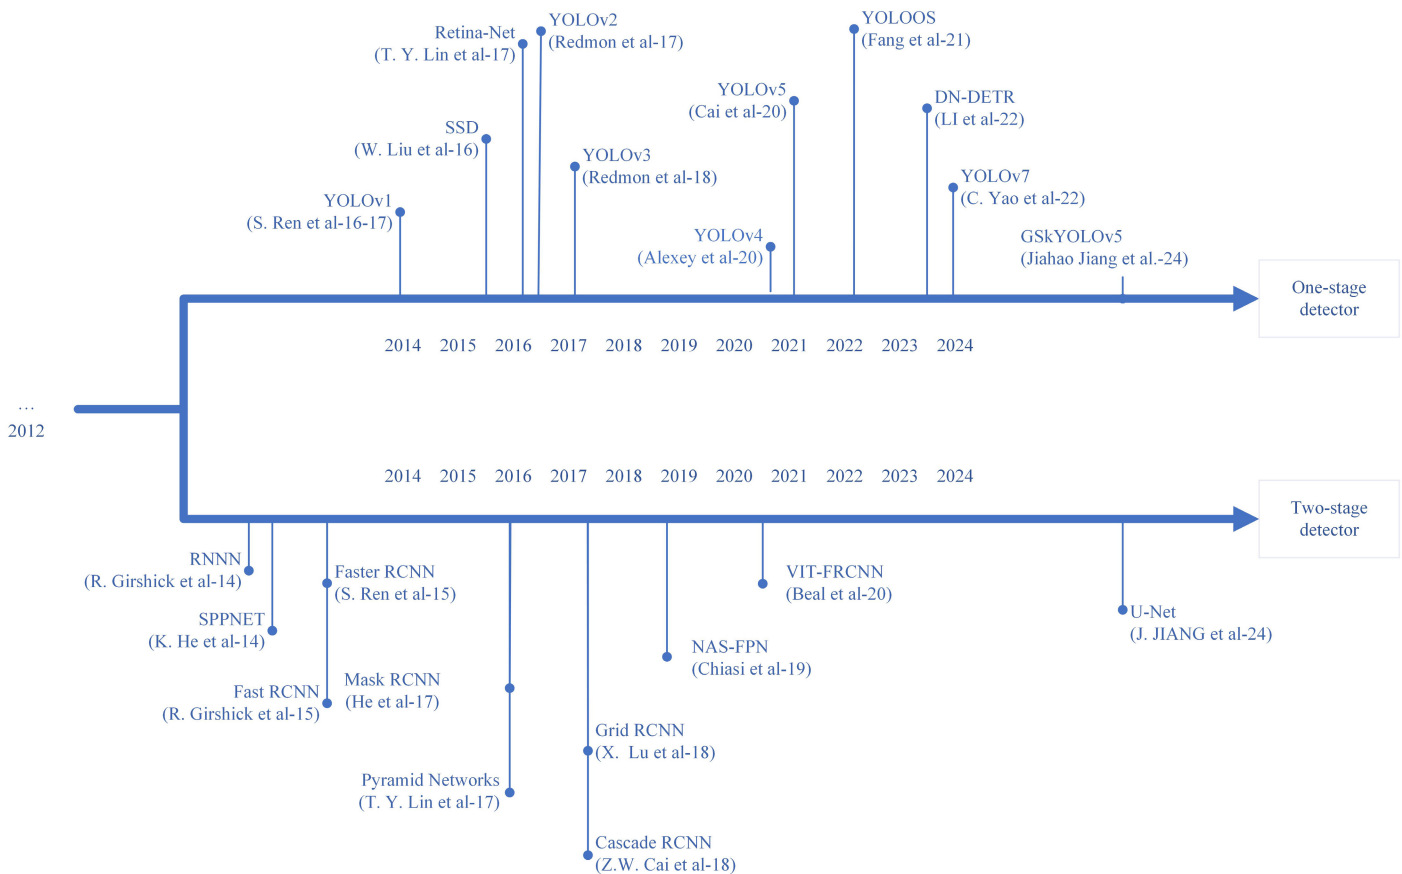 YOLOv2
(Redmon et al-17)
Retina-Net
(T. Y. Lin et al-17)
YOLOOS
(Fang et al-21)
YOLOv5
(Cai et al-20)
DN-DETR
(LI et al-22)
SSD
(W. Liu et al-16)
YOLOv3
(Redmon et al-18)
YOLOv7
(C. Yao et al-22)
YOLOv1
(S. Ren et al-16-17)
YOLOv4
(Alexey et al-20)
GSkYOLOv5
(Jiahao Jiang et al.-24)
One-stage
detector
2014 2015 2016 2017 2018 2019 2020 2021 2022 2023 2024
...
2012
2014 2015 2016 2017 2018 2019 2020 2021 2022 2023 2024
Two-stage
detector
RNNN
(R. Girshick et al-14)
Faster RCNN
(S. Ren et al-15)
VIT-FRCNN
(Beal et al-20)
SPPNET
(K. He et al-14)
U-Net
(J. JIANG et al-24)
NAS-FPN
(Chiasi et al-19)
Fast RCNN
(R. Girshick et al-15)
Mask RCNN
(He et al-17)
Grid RCNN
(X. Lu et al-18)
Pyramid Networks
(T. Y. Lin et al-17)
Cascade RCNN
(Z.W. Cai et al-18)